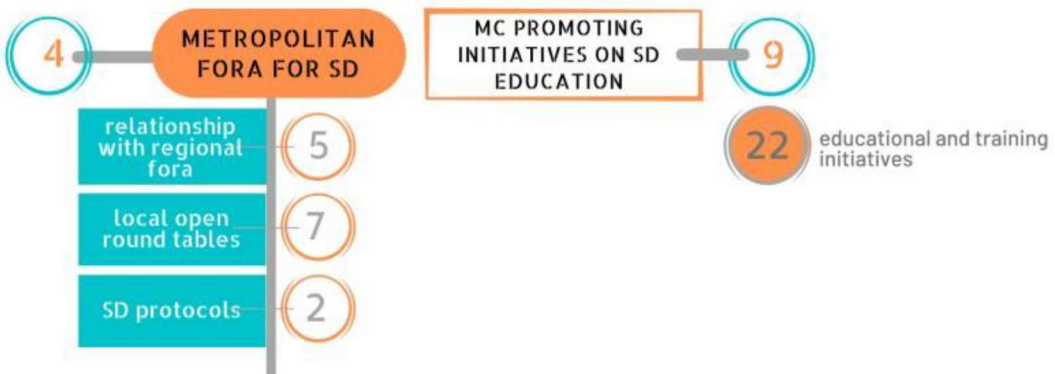 4
METROPOLITAN
FORA FOR SD
relationship
with regional
fora
5
local open
round tables
7
SD protocols
2
MC PROMOTING
INITIATIVES ON SD
EDUCATION
9
22
educational and training
initiatives